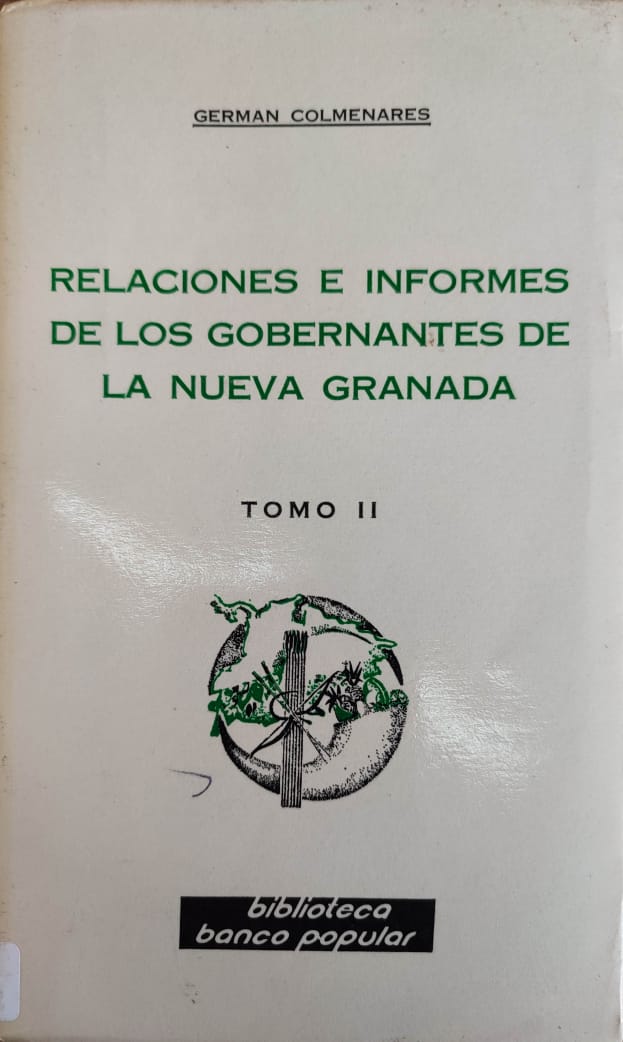 GERMAN COLMENARES
RELACIONES E INFORMES
DE LOS GOBERNANTES DE
LA NUEVA GRANADA
TOMO II
biblioteca
banco popular